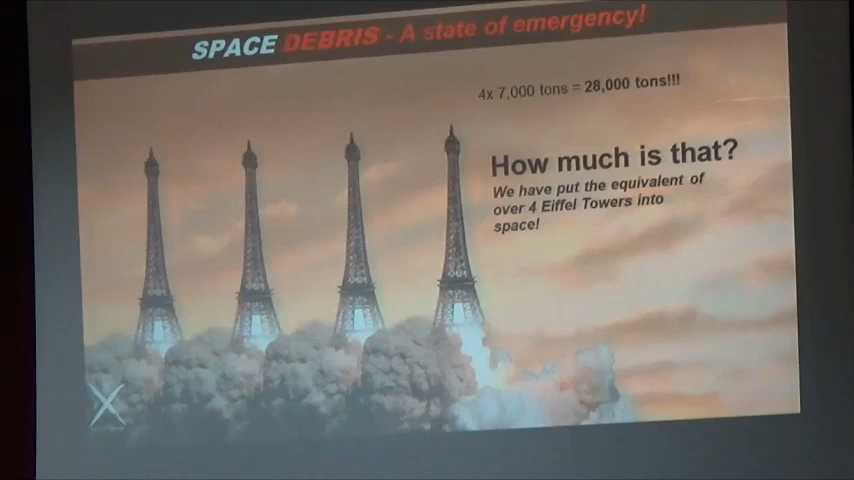 SPACE DEBRIS - A state of emergency!
4x 7,000 tons = 28,000 tons!!!
How much is that?
We have put the equivalent of
over 4 Eiffel Towers into
space!